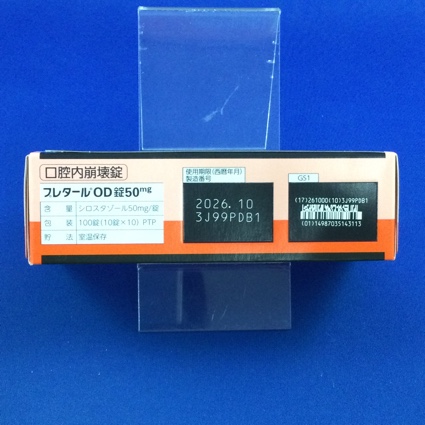 口腔内崩壊錠
プレタール®OD錠50mg
含 量 シロスタゾール50mg/錠
包 装 100錠(10錠×10) PTP
貯 法 室温保存
使用期限(西暦年月)
製造番号
2026.10
3J99PDB1
GS1
(17)261000(10)3J99PDB1
(01)14987035143113